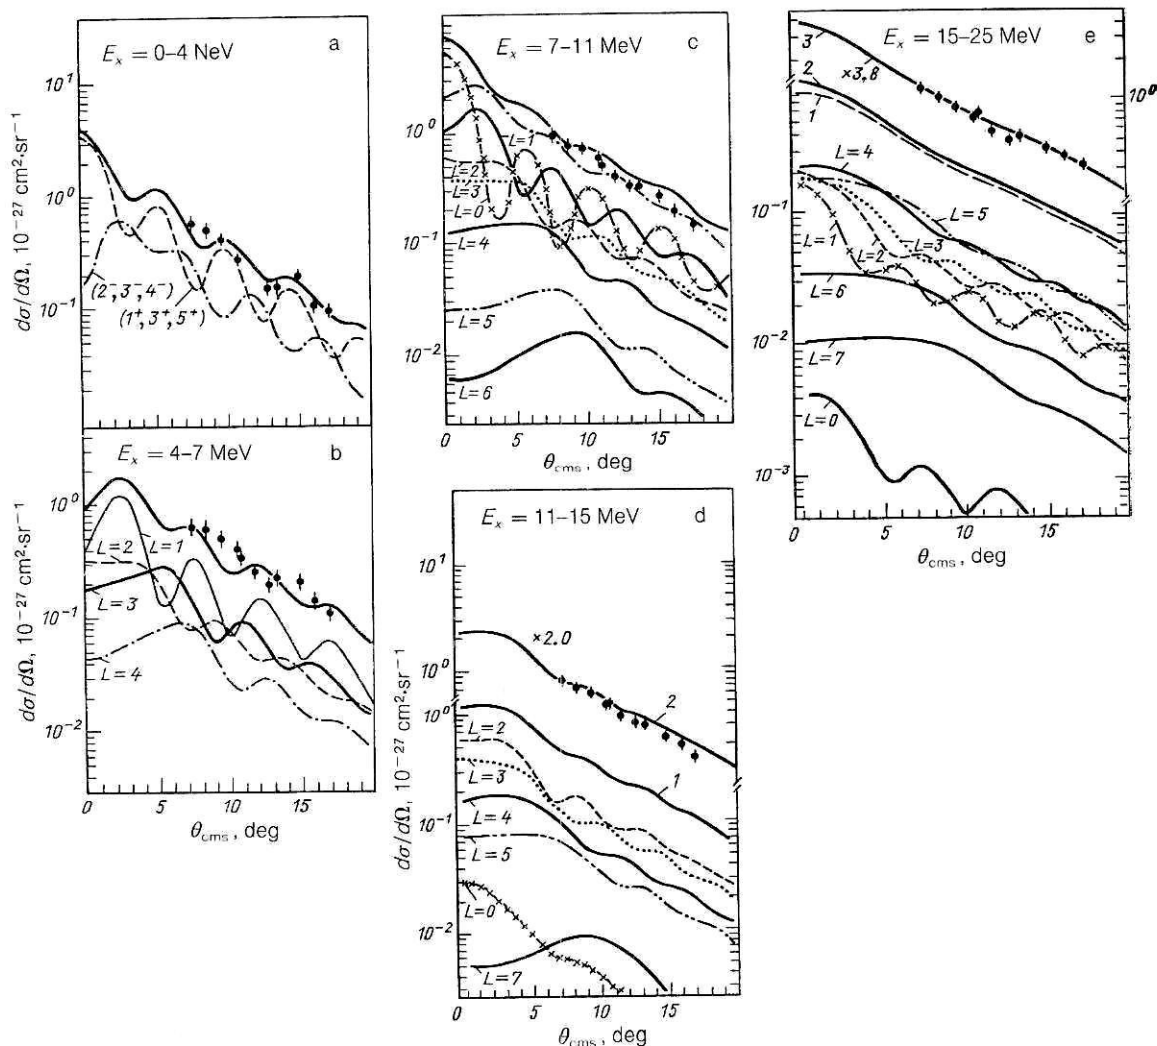 E_x = 0–4 NeV a
10^1
10^0
10^-1
(2^-, 3^-, 4^-)
(1^+, 3^+, 5^+)
dσ/dΩ, 10^-27 cm^2·sr^-1
E_x = 4–7 MeV b
10^0
10^-1
10^-2
L=1
L=2
L=3
L=4
dσ/dΩ, 10^-27 cm^2·sr^-1
0 5 10 15
θ_cms, deg
E_x = 7–11 MeV c
10^0
10^-1
10^-2
L=1
L=2
L=3
L=0
L=4
L=5
L=6
0 5 10 15
θ_cms, deg
E_x = 11–15 MeV d
10^1
10^0
10^0
10^-1
10^-2
×2.0
2
1
L=2
L=3
L=4
L=5
L=0
L=7
dσ/dΩ, 10^-27 cm^2·sr^-1
0 5 10 15
θ_cms, deg
E_x = 15–25 MeV e
3
×3,8
2
1
10^0
10^-1
10^-2
10^-3
L=4
L=5
L=3
L=1
L=2
L=6
L=7
L=0
0 5 10 15
θ_cms, deg